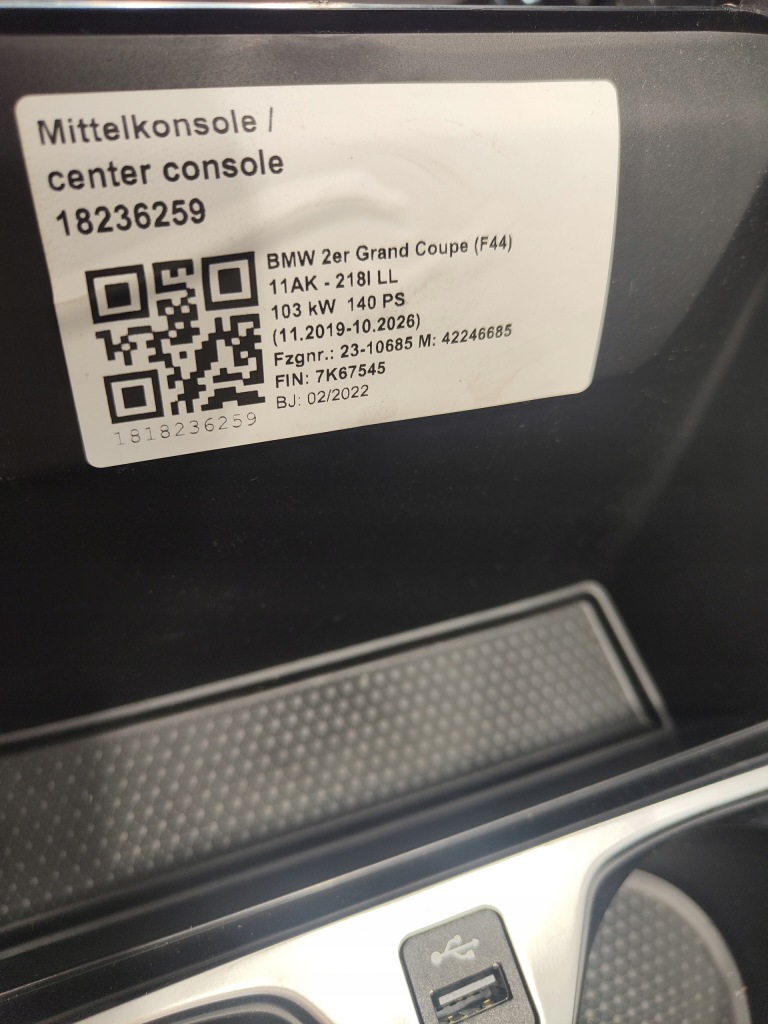 Mittelkonsole /
center console
18236259
BMW 2er Grand Coupe (F44)
11AK - 218I LL
103 kW 140 PS
(11.2019-10.2026)
Fzgnr.: 23-10685 M: 42246685
FIN: 7K67545
BJ: 02/2022
1818236259